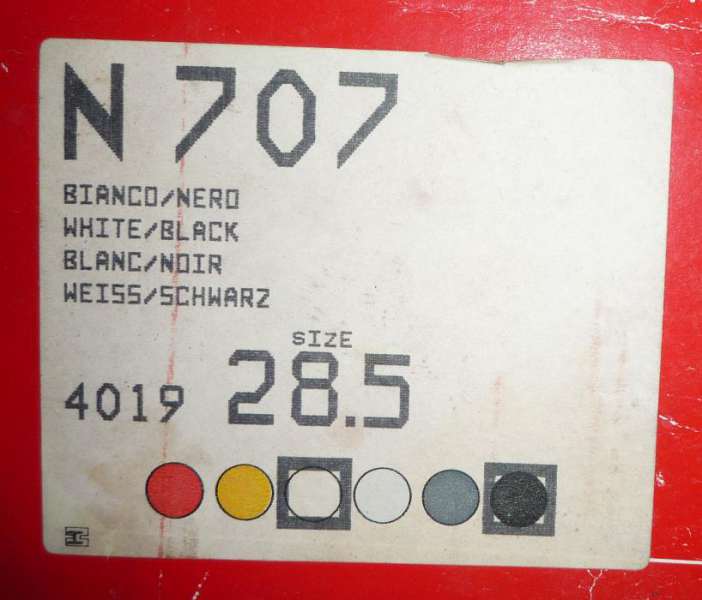 N 707
BIANCO/NERO
WHITE/BLACK
BLANC/NOIR
WEISS/SCHWARZ
SIZE
4019 28.5